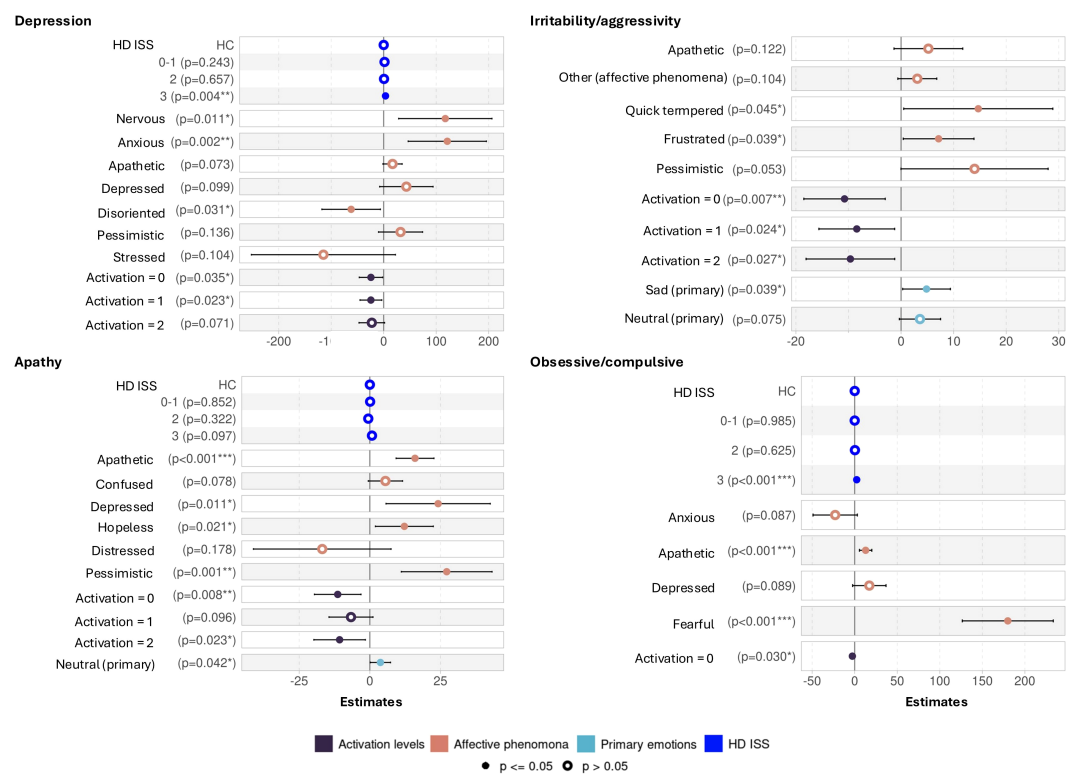 Depression
HD ISS HC
0-1 (p=0.243)
2 (p=0.657)
3 (p=0.004**)
Nervous (p=0.011*)
Anxious (p=0.002**)
Apathetic (p=0.073)
Depressed (p=0.099)
Disoriented (p=0.031*)
Pessimistic (p=0.136)
Stressed (p=0.104)
Activation = 0 (p=0.035*)
Activation = 1 (p=0.023*)
Activation = 2 (p=0.071)
-200 -1 0 100 200
Irritability/aggressivity
Apathetic (p=0.122)
Other (affective phenomena) (p=0.104)
Quick tempered (p=0.045*)
Frustrated (p=0.039*)
Pessimistic (p=0.053)
Activation = 0 (p=0.007**)
Activation = 1 (p=0.024*)
Activation = 2 (p=0.027*)
Sad (primary) (p=0.039*)
Neutral (primary) (p=0.075)
-20 0 10 20 30
Apathy
HD ISS HC
0-1 (p=0.852)
2 (p=0.322)
3 (p=0.097)
Apathetic (p<0.001***)
Confused (p=0.078)
Depressed (p=0.011*)
Hopeless (p=0.021*)
Distressed (p=0.178)
Pessimistic (p=0.001**)
Activation = 0 (p=0.008**)
Activation = 1 (p=0.096)
Activation = 2 (p=0.023*)
Neutral (primary) (p=0.042*)
-25 0 25
Estimates
Obsessive/compulsive
HD ISS HC
0-1 (p=0.985)
2 (p=0.625)
3 (p<0.001***)
Anxious (p=0.087)
Apathetic (p<0.001***)
Depressed (p=0.089)
Fearful (p<0.001***)
Activation = 0 (p=0.030*)
-50 0 50 100 150 200
Estimates
Activation levels Affective phenomona Primary emotions HD ISS
p <= 0.05 p > 0.05